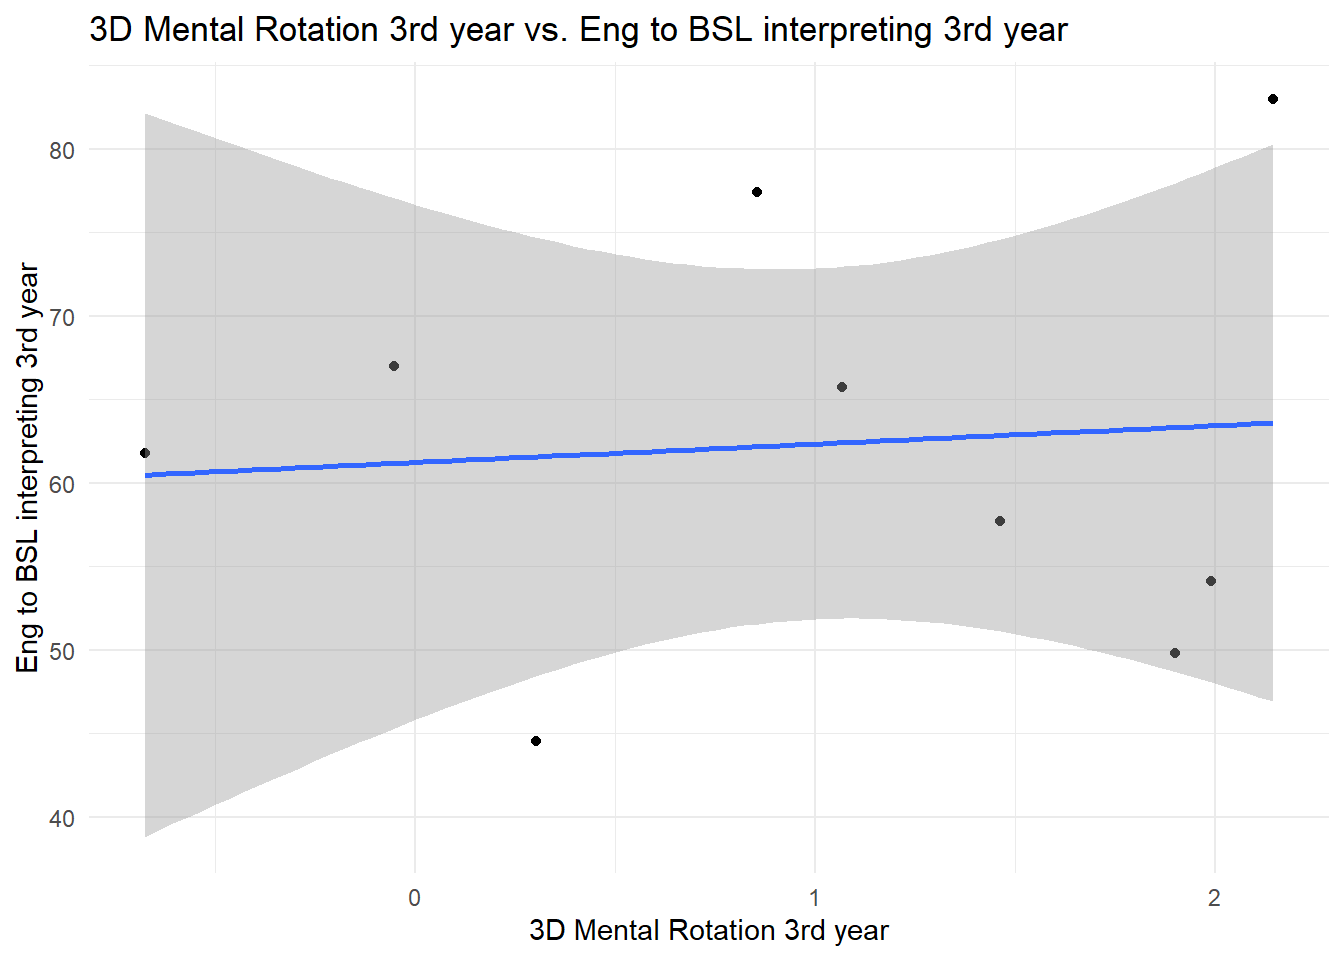 3D Mental Rotation 3rd year vs. Eng to BSL interpreting 3rd year
Eng to BSL interpreting 3rd year
80
70
60
50
40
0 1 2
3D Mental Rotation 3rd year